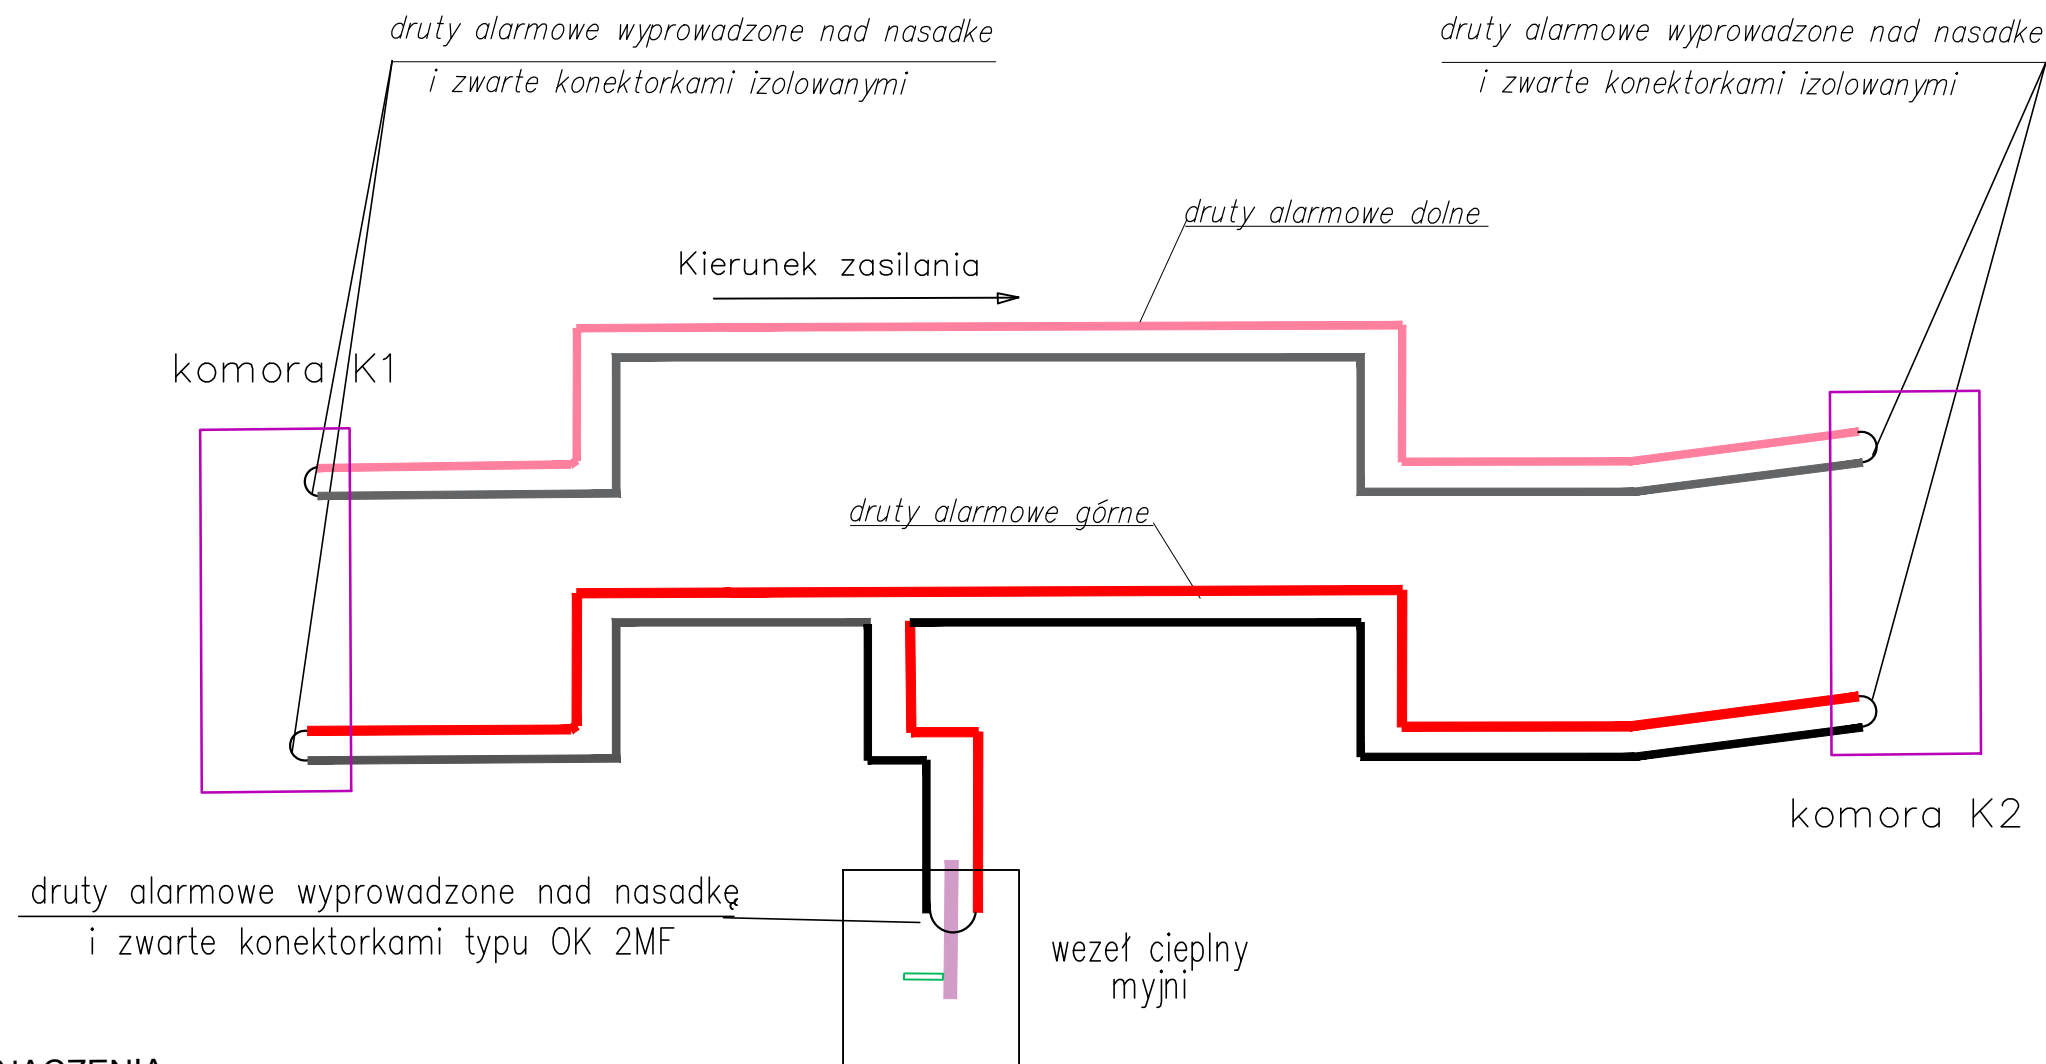 druty alarmowe wyprowadzone nad nasadke
i zwarte konektorkami izolowanymi
druty alarmowe wyprowadzone nad nasadke
i zwarte konektorkami izolowanymi
druty alarmowe dolne
Kierunek zasilania
komora K1
druty alarmowe górne
komora K2
druty alarmowe wyprowadzone nad nasadkę
i zwarte konektorkami typu OK 2MF
wezeł cieplny
myjni